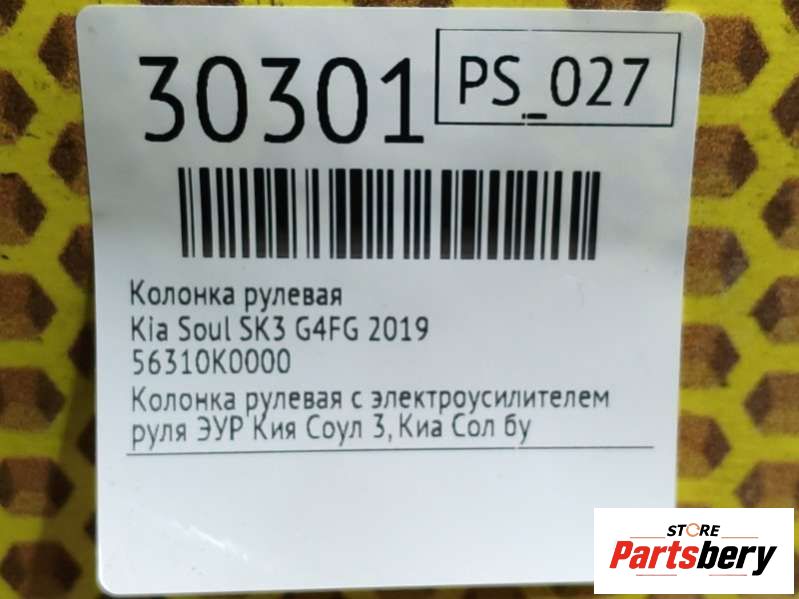 30301
PS_027
Колонка рулевая
Kia Soul SK3 G4FG 2019
56310K0000
Колонка рулевая с электроусилителем
руля ЭУР Кия Соул 3, Киа Сол бу
STORE
Partsbery